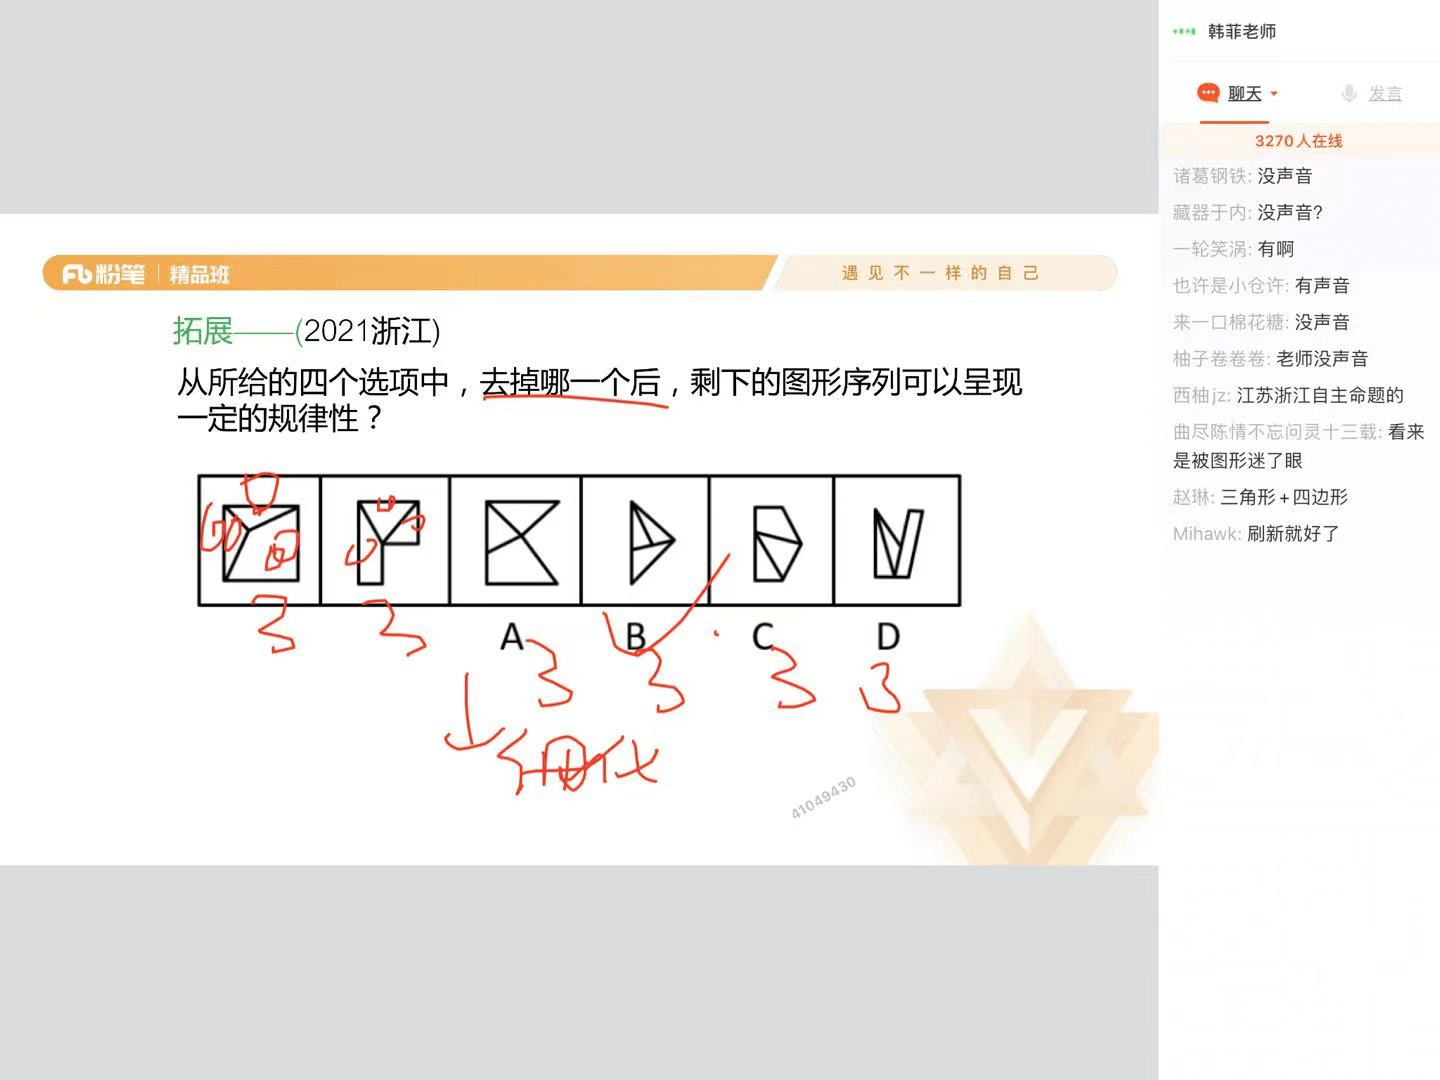 韩菲老师
聊天
发言
3270人在线
诸葛钢铁: 没声音
藏器于内: 没声音?
一轮笑涡: 有啊
也许是小仓许: 有声音
来一口棉花糖: 没声音
柚子卷卷卷: 老师没声音
西柚jz: 江苏浙江自主命题的
曲尽陈情不忘问灵十三载: 看来
是被图形迷了眼
赵琳: 三角形+四边形
Mihawk: 刷新就好了
粉笔 | 精品班
遇见不一样的自己
拓展——(2021浙江)
从所给的四个选项中，去掉哪一个后，剩下的图形序列可以呈现
一定的规律性？
A B C D
3 3 3 3 3 3
细化
41049430